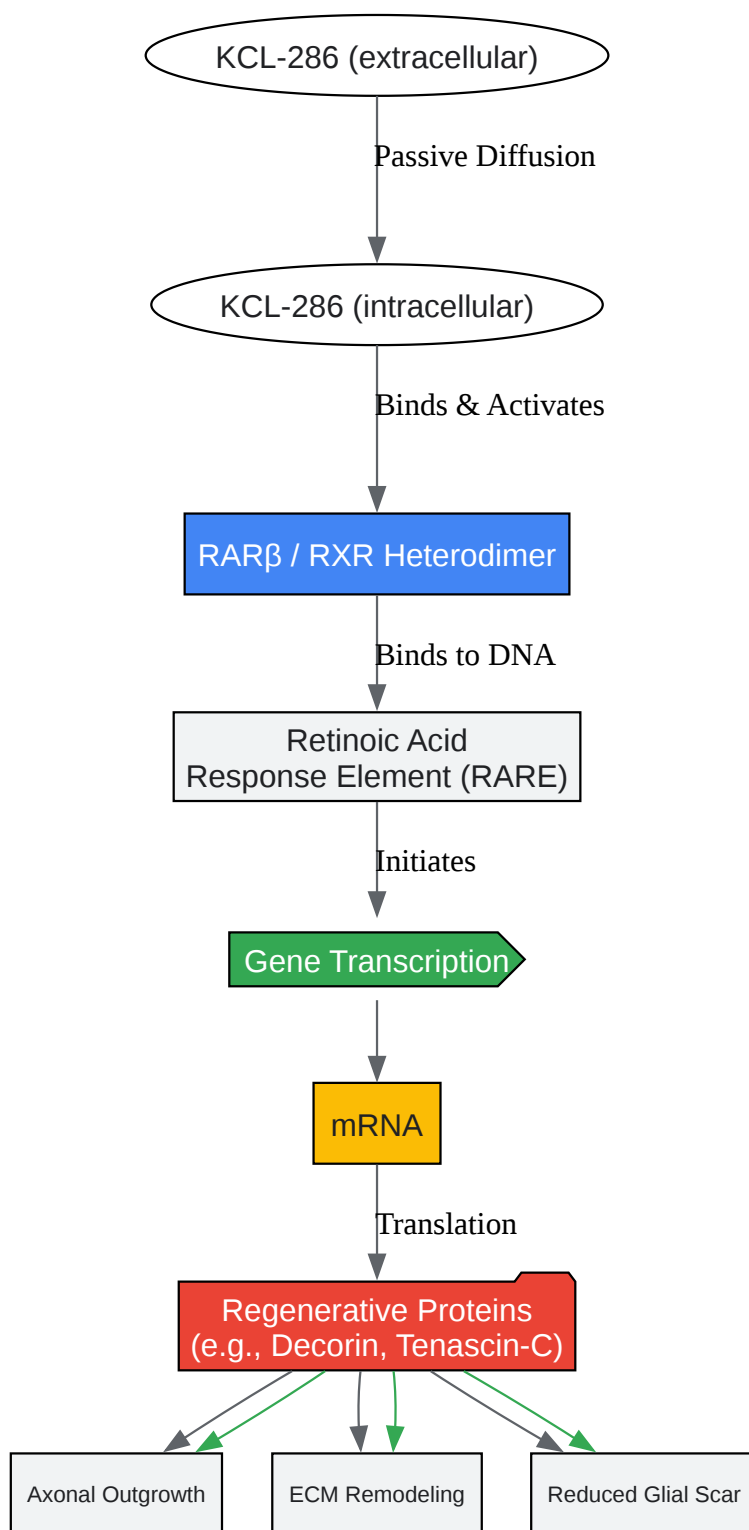 KCL-286 (extracellular)
Passive Diffusion
KCL-286 (intracellular)
Binds & Activates
RARβ / RXR Heterodimer
Binds to DNA
Retinoic Acid
Response Element (RARE)
Initiates
Gene Transcription
mRNA
Translation
Regenerative Proteins
(e.g., Decorin, Tenascin-C)
Axonal Outgrowth
ECM Remodeling
Reduced Glial Scar